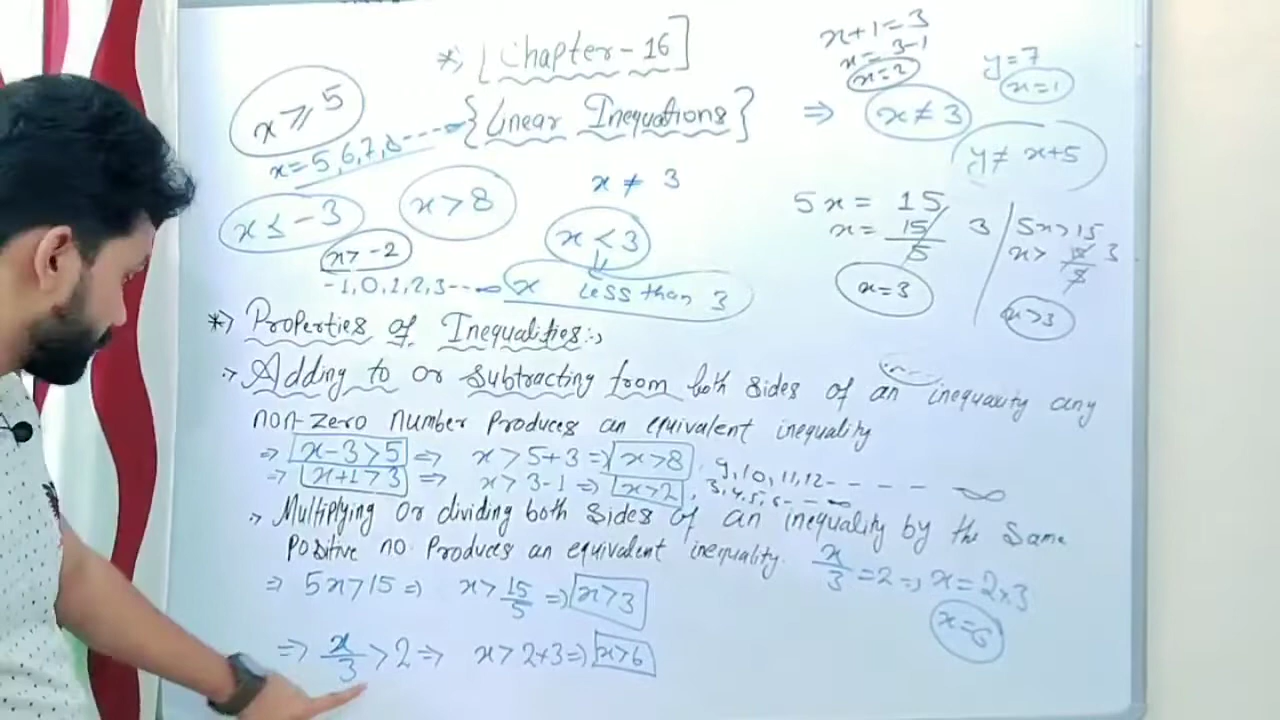 *) [Chapter-16]
{Linear Inequations}
x ⩾ 5
x=5,6,7,8----∞
x ≤ -3
x > 8
x > -2
-1,0,1,2,3---∞
x ≠ 3
x < 3
x less than 3
x+1=3
x=3-1
x=2
y=7
x=1
⇒ x ≠ 3
y ≠ x+5
5x = 15
x = 15/5 3
x=3
5x>15
x > 15/5 3
x>3
*) Properties of Inequalities:->
-> Adding to or Subtracting from both sides of an inequality any
non-zero number Produces an equivalent inequality
⇒ x-3>5 ⇒ x>5+3 ⇒ x>8, 9,10,11,12- - - - - ∞
⇒ x+1>3 ⇒ x>3-1 ⇒ x>2, 3,4,5,6---∞
-> Multiplying Or dividing both Sides of an inequality by the Same
Positive no. Produces an equivalent inequality.
x/3 =2 ⇒ x=2x3
x=6
⇒ 5x>15 ⇒ x > 15/5 ⇒ x>3
⇒ x/3 > 2 ⇒ x > 2x3 ⇒ x>6